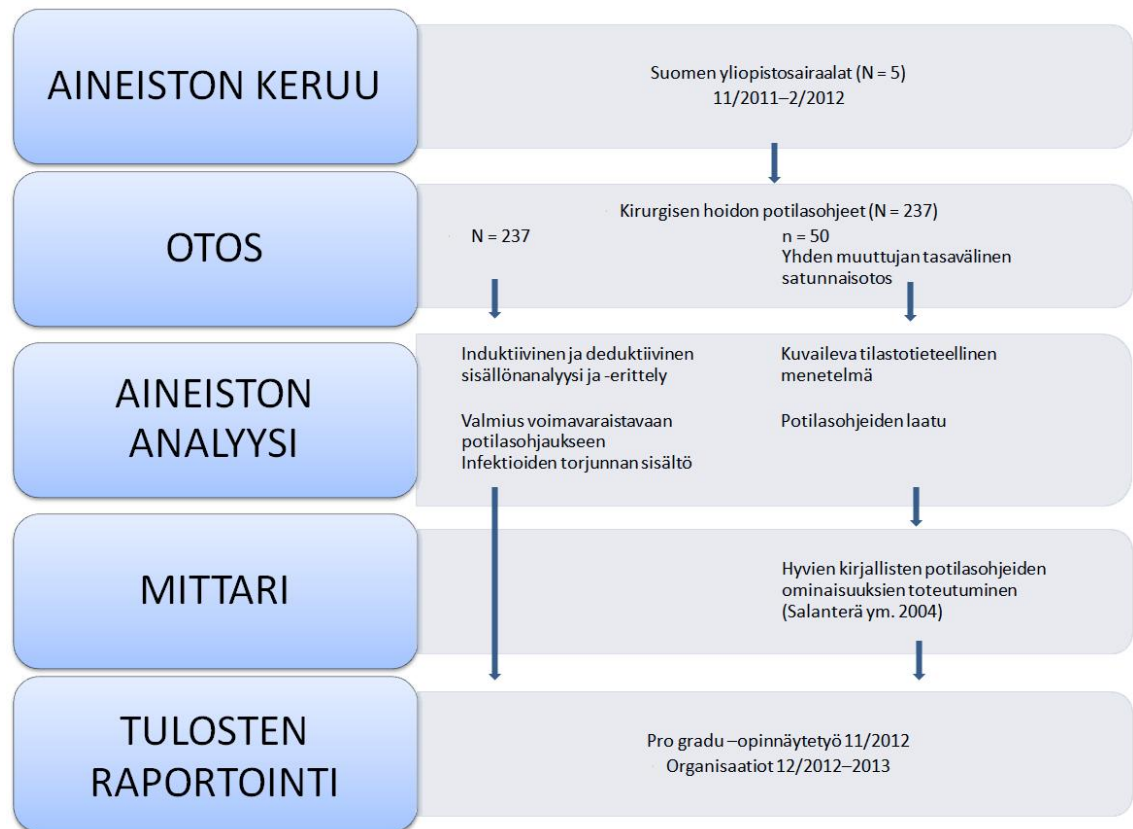 AINEISTON KERUU
Suomen yliopistosairaalat (N = 5)
11/2011–2/2012
OTOS
Kirurgisen hoidon potilasohjeet (N = 237)
N = 237
n = 50
Yhden muuttujan tasavälinen
satunnaisotos
AINEISTON
ANALYYSI
Induktiivinen ja deduktiivinen
sisällönanalyysi ja -erittely
Valmius voimavaraistavaan
potilasohjaukseen
Infektioiden torjunnan sisältö
Kuvaileva tilastotieteellinen
menetelmä
Potilasohjeiden laatu
MITTARI
Hyvien kirjallisten potilasohjeiden
ominaisuuksien toteutuminen
(Salanterä ym. 2004)
TULOSTEN
RAPORTOINTI
Pro gradu –opinnäytetyö 11/2012
Organisaatiot 12/2012–2013